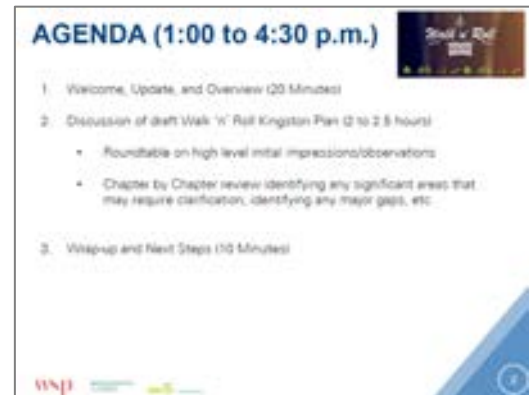 AGENDA (1:00 to 4:30 p.m.)
Walk 'n' Roll
1. Welcome, Update, and Overview (20 Minutes)
2. Discussion of draft Walk 'n' Roll Kingston Plan (2 to 2.5 hours)
• Roundtable on high level initial impressions/observations
• Chapter by Chapter review identifying any significant areas that
may require clarification, identifying any major gaps, etc
3. Wrap-up and Next Steps (10 Minutes)
wsp